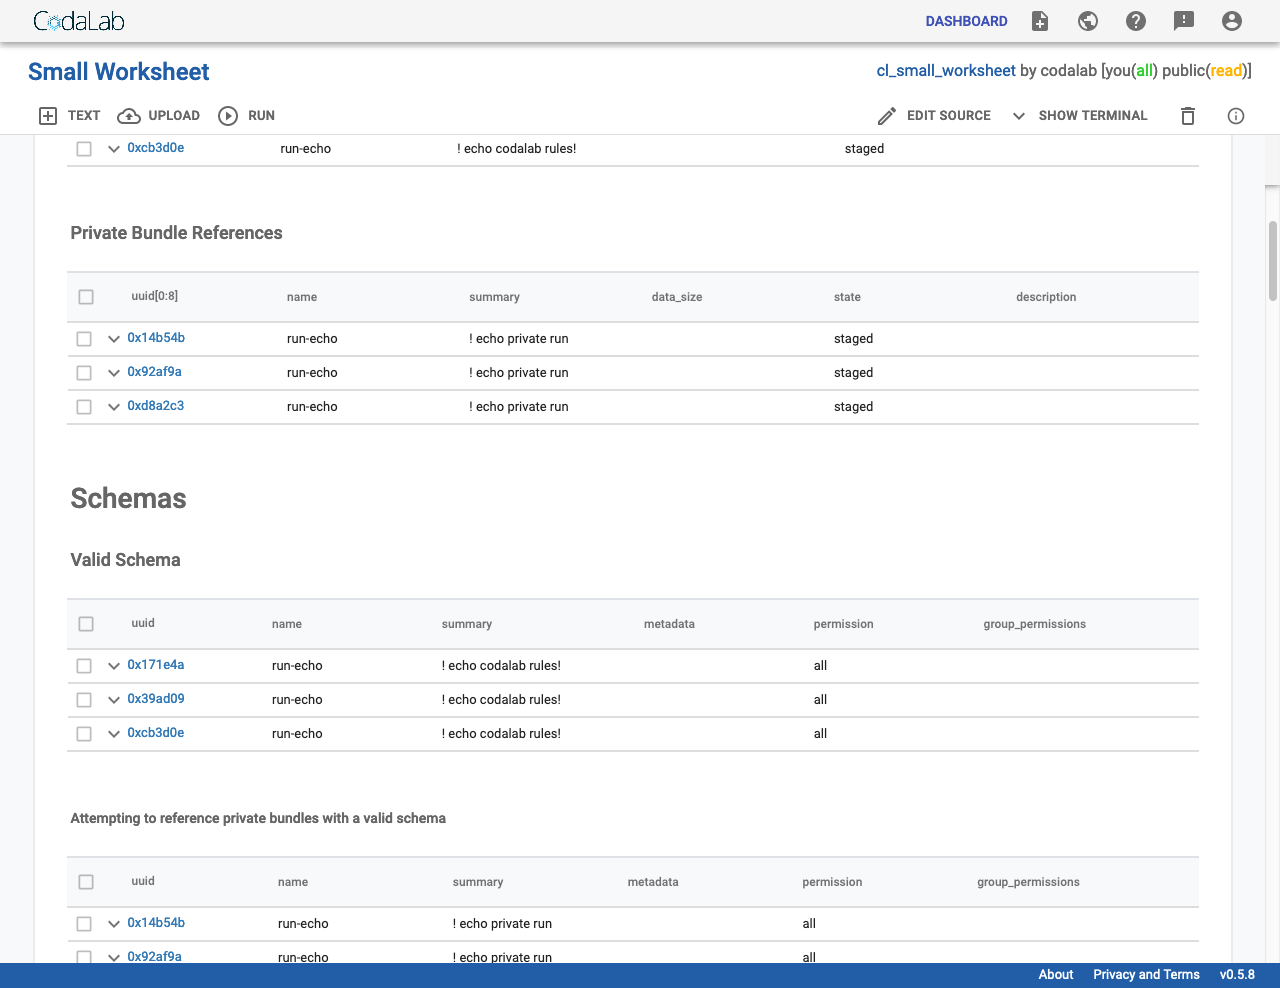 CodaLab DASHBOARD
Small Worksheet cl_small_worksheet by codalab [you(all) public(read)]
TEXT UPLOAD RUN EDIT SOURCE SHOW TERMINAL
0xcb3d0e run-echo ! echo codalab rules! staged
Private Bundle References
uuid[0:8] name summary data_size state description
0x14b54b run-echo ! echo private run staged
0x92af9a run-echo ! echo private run staged
0xd8a2c3 run-echo ! echo private run staged
Schemas
Valid Schema
uuid name summary metadata permission group_permissions
0x171e4a run-echo ! echo codalab rules! all
0x39ad09 run-echo ! echo codalab rules! all
0xcb3d0e run-echo ! echo codalab rules! all
Attempting to reference private bundles with a valid schema
uuid name summary metadata permission group_permissions
0x14b54b run-echo ! echo private run all
0x92af9a run-echo ! echo private run all
About Privacy and Terms v0.5.8